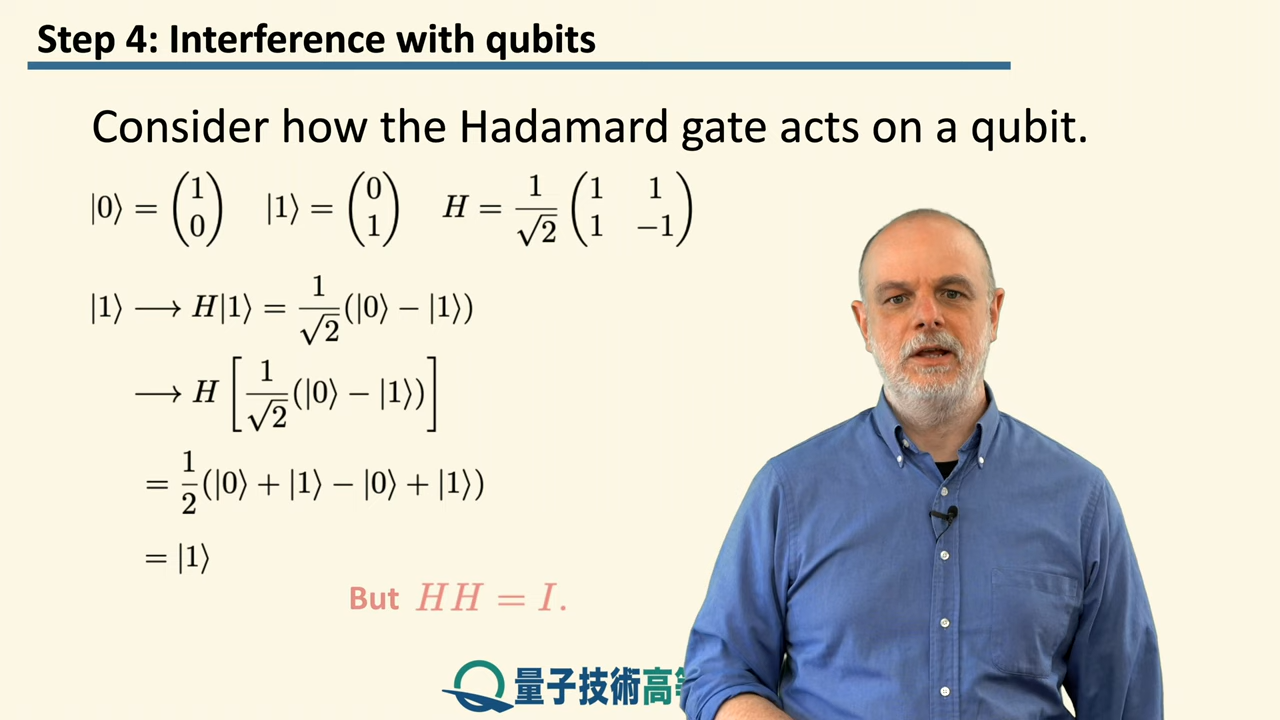 Step 4: Interference with qubits
Consider how the Hadamard gate acts on a qubit.
|0⟩ = (1 0) |1⟩ = (0 1) H = 1/√2 (1 1 1 −1)
|1⟩ ⟶ H|1⟩ = 1/√2 (|0⟩ − |1⟩)
⟶ H [1/√2 (|0⟩ − |1⟩)]
= 1/2 (|0⟩ + |1⟩ − |0⟩ + |1⟩)
= |1⟩
But HH = I.
量子技術高